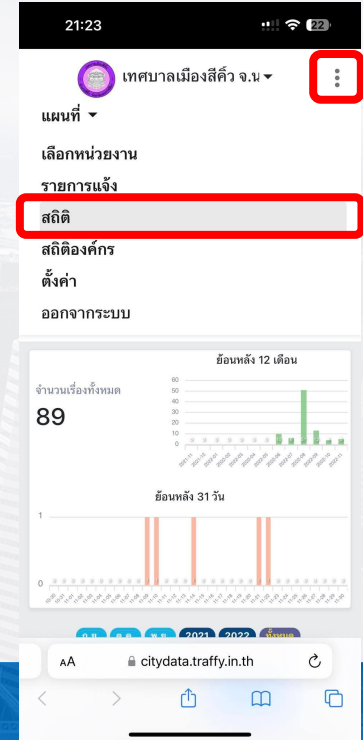 21:23
22
เทศบาลเมืองสีคิ้ว จ.น
แผนที่
เลือกหน่วยงาน
รายการแจ้ง
สถิติ
สถิติองค์กร
ตั้งค่า
ออกจากระบบ
ย้อนหลัง 12 เดือน
จำนวนเรื่องทั้งหมด
89
60
50
40
30
20
10
0
ย้อนหลัง 31 วัน
1
0
ก.ย. ต.ค. พ.ย. 2021 2022 ทั้งหมด
AA citydata.traffy.in.th